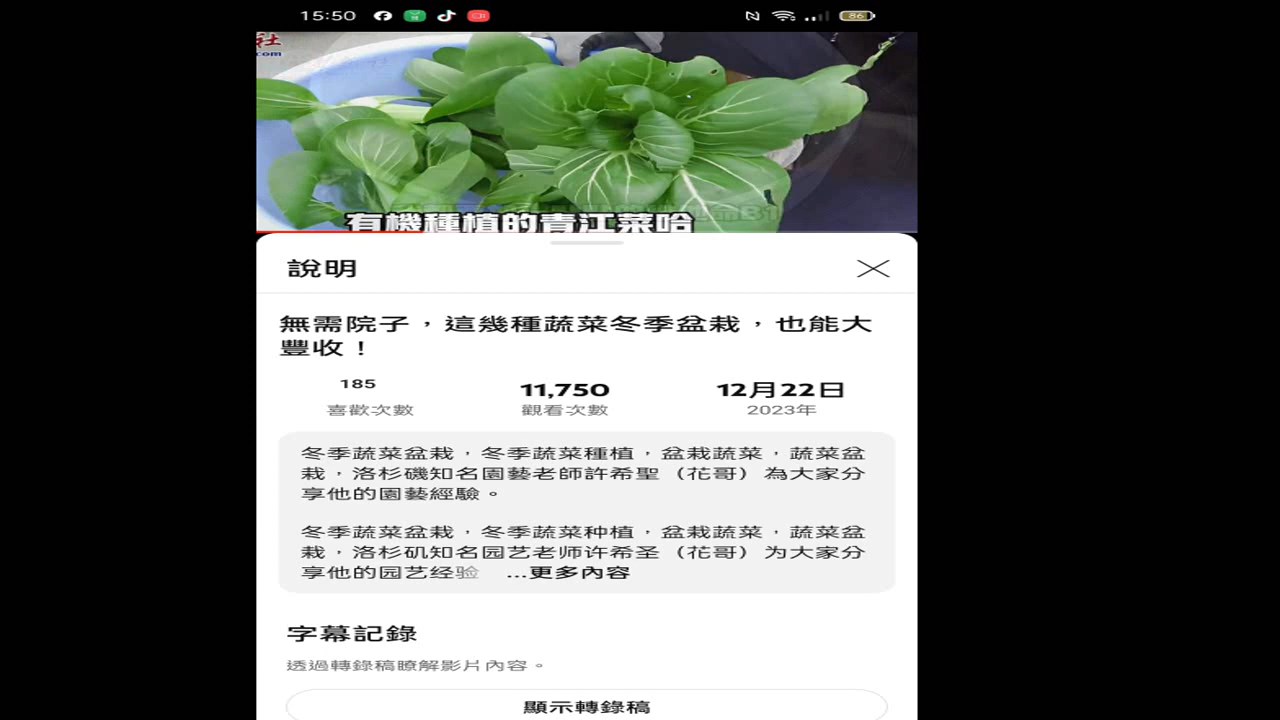 15:50
86
社
com
有機種植的青江菜哈
說明
無需院子，這幾種蔬菜冬季盆栽，也能大
豐收！
185
11,750
12月22日
喜歡次數
觀看次數
2023年
冬季蔬菜盆栽，冬季蔬菜種植，盆栽蔬菜，蔬菜盆
栽，洛杉磯知名園藝老師許希聖（花哥）為大家分
享他的園藝經驗。
冬季蔬菜盆栽，冬季蔬菜种植，盆栽蔬菜，蔬菜盆
栽，洛杉矶知名园艺老师许希圣（花哥）为大家分
享他的园艺经验 ...更多內容
字幕記錄
透過轉錄稿瞭解影片內容。
顯示轉錄稿